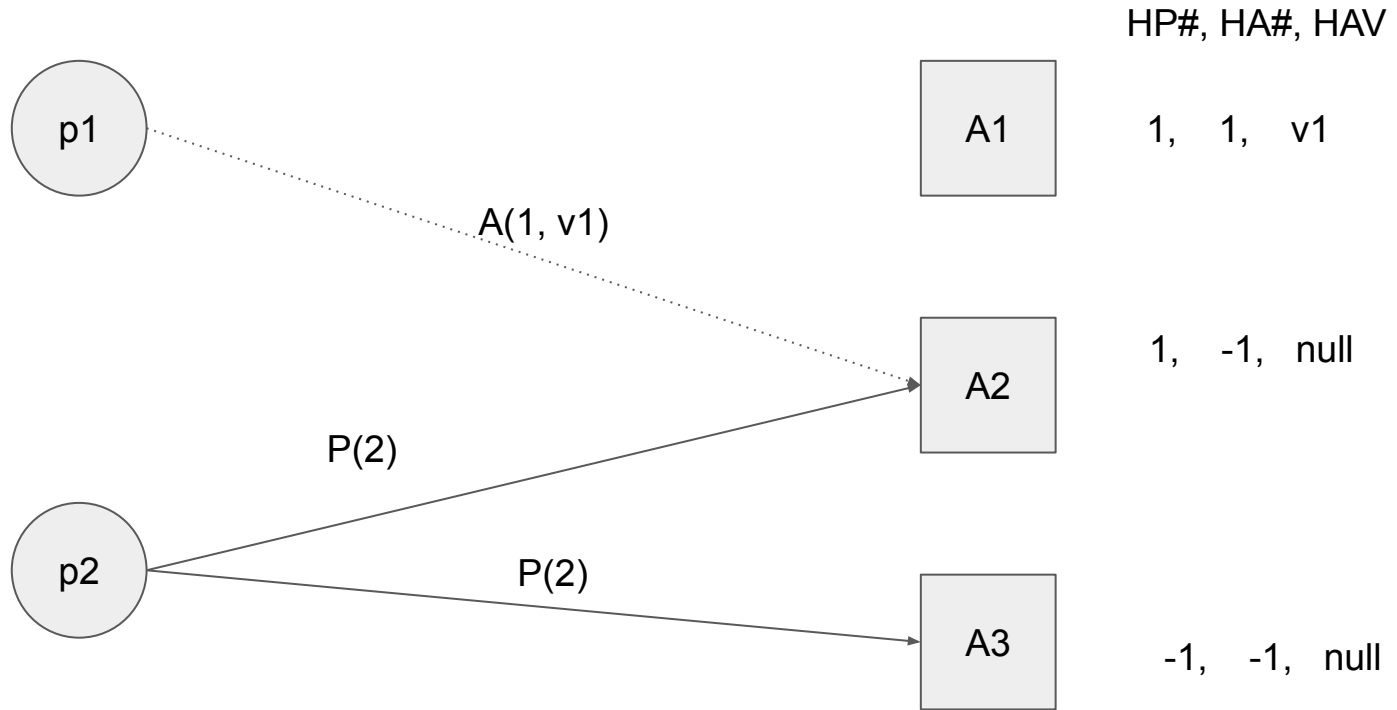 HP#, HA#, HAV
p1
A1
1, 1, v1
A(1, v1)
1, -1, null
A2
P(2)
p2
P(2)
A3
-1, -1, null